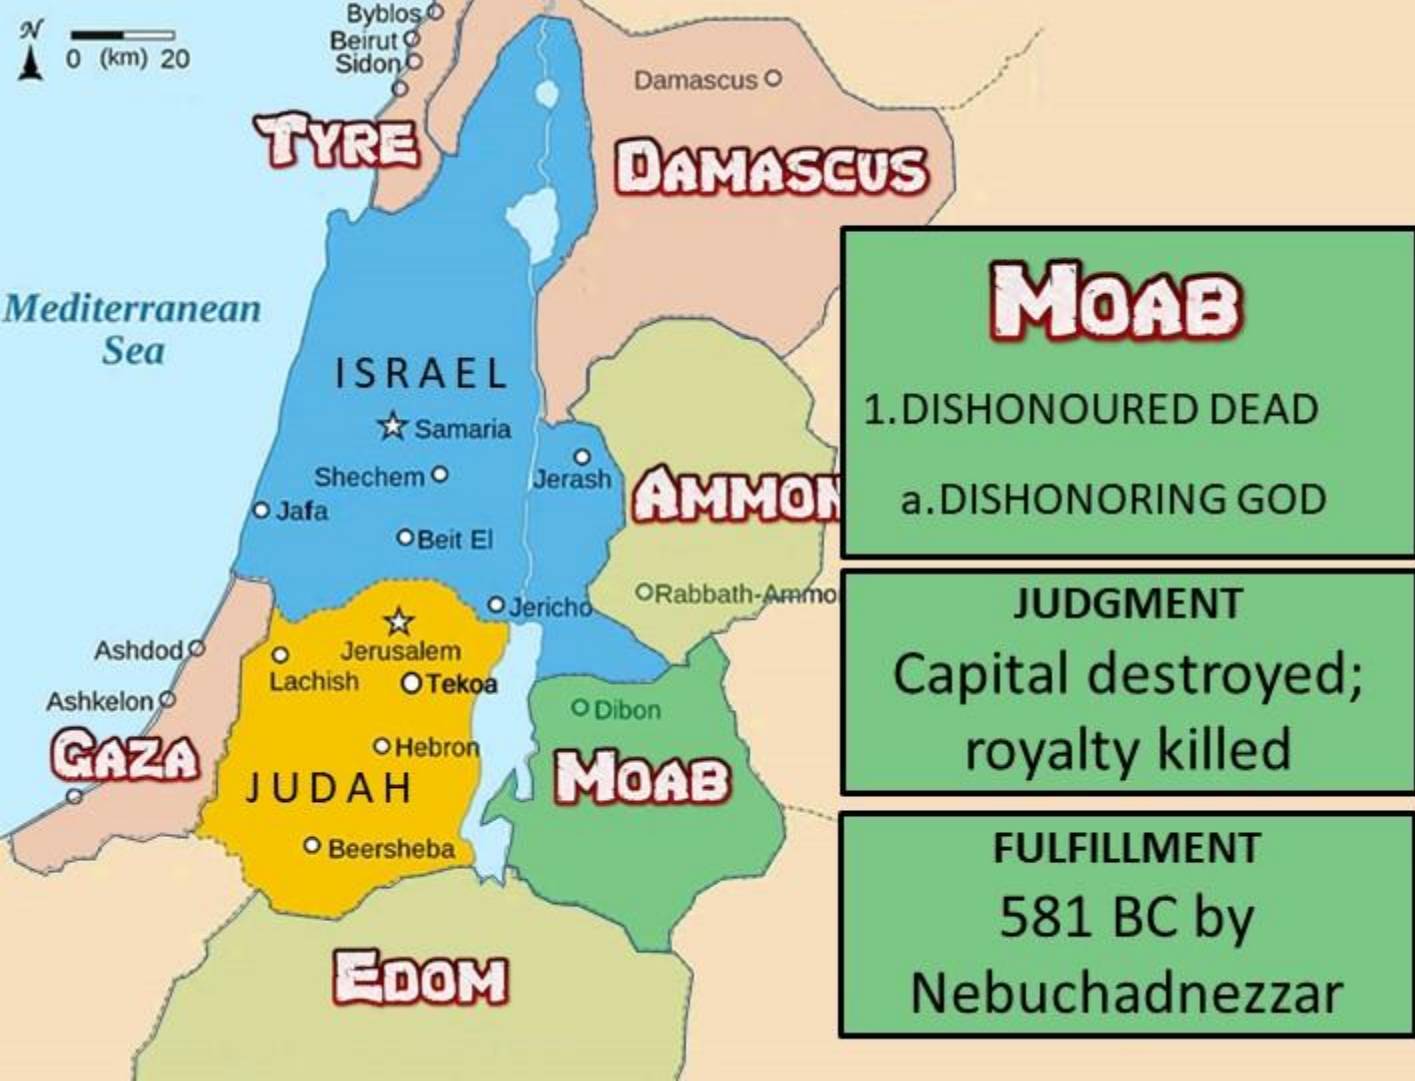 N
0 (km) 20
Byblos
Beirut
Sidon
TYRE
Damascus
DAMASCUS
Mediterranean
Sea
ISRAEL
Samaria
Shechem
Jerash
Jafa
Beit El
AMMON
Rabbath-Ammo
Jericho
Ashdod
Jerusalem
Lachish
Tekoa
Ashkelon
Dibon
GAZA
Hebron
MOAB
JUDAH
Beersheba
EDOM
MOAB
1.DISHONOURED DEAD
a.DISHONORING GOD
JUDGMENT
Capital destroyed;
royalty killed
FULFILLMENT
581 BC by
Nebuchadnezzar